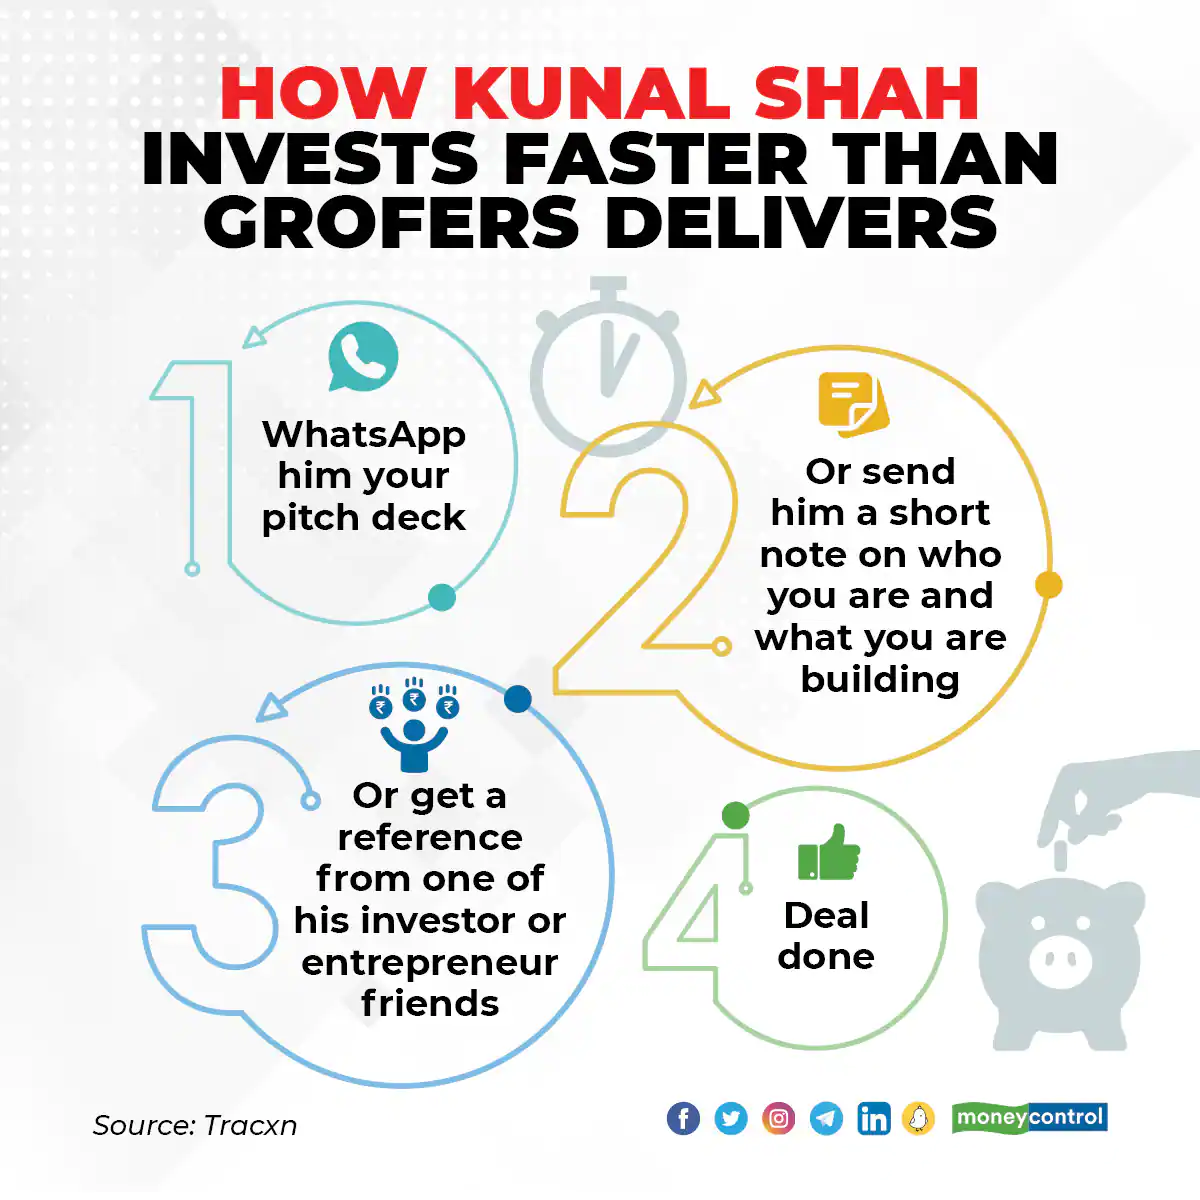 HOW KUNAL SHAH
INVESTS FASTER THAN
GROFERS DELIVERS
1
WhatsApp
him your
pitch deck
2
Or send
him a short
note on who
you are and
what you are
building
3
Or get a
reference
from one of
his investor or
entrepreneur
friends
4
Deal
done
Source: Tracxn
moneycontrol